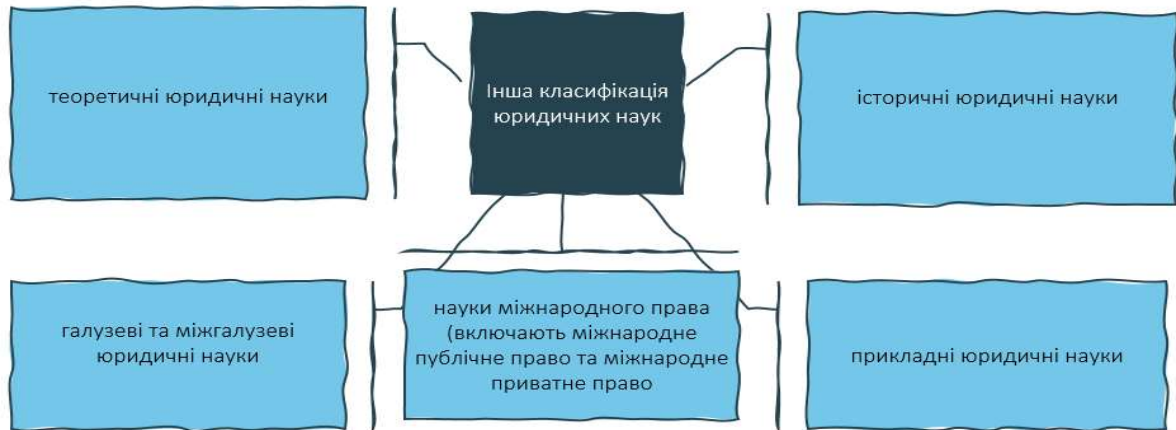 теоретичні юридичні науки
Інша класифікація
юридичних наук
історичні юридичні науки
галузеві та міжгалузеві
юридичні науки
науки міжнародного права
(включають міжнародне
публічне право та міжнародне
приватне право
прикладні юридичні науки